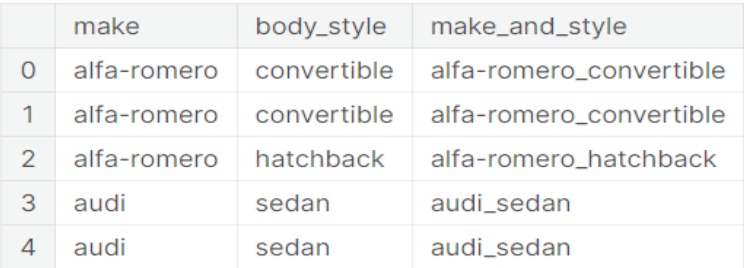 make body_style make_and_style
0 alfa-romero convertible alfa-romero_convertible
1 alfa-romero convertible alfa-romero_convertible
2 alfa-romero hatchback alfa-romero_hatchback
3 audi sedan audi_sedan
4 audi sedan audi_sedan